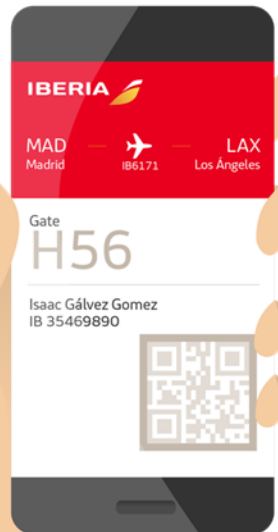 IBERIA
MAD LAX
Madrid IB6171 Los Ángeles
Gate
H56
Isaac Gálvez Gomez
IB 35469890